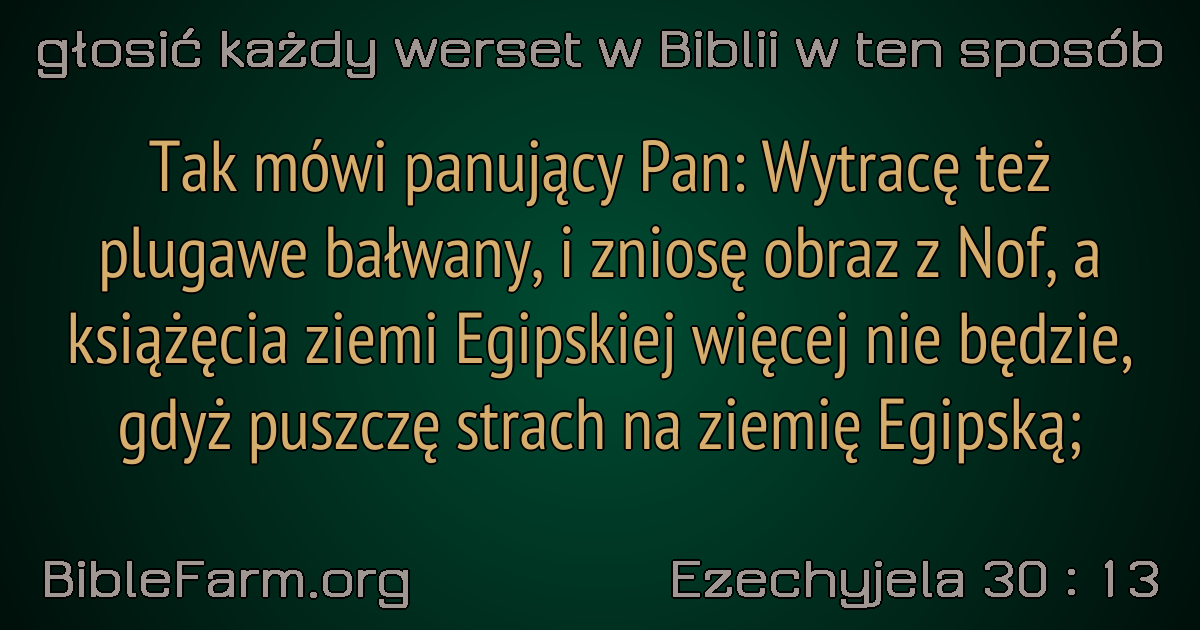 głosić każdy werset w Biblii w ten sposób
Tak mówi panujący Pan: Wytracę też
plugawe bałwany, i zniosę obraz z Nof, a
książęcia ziemi Egipskiej więcej nie będzie,
gdyż puszczę strach na ziemię Egipską;
BibleFarm.org
Ezechyjela 30 : 13